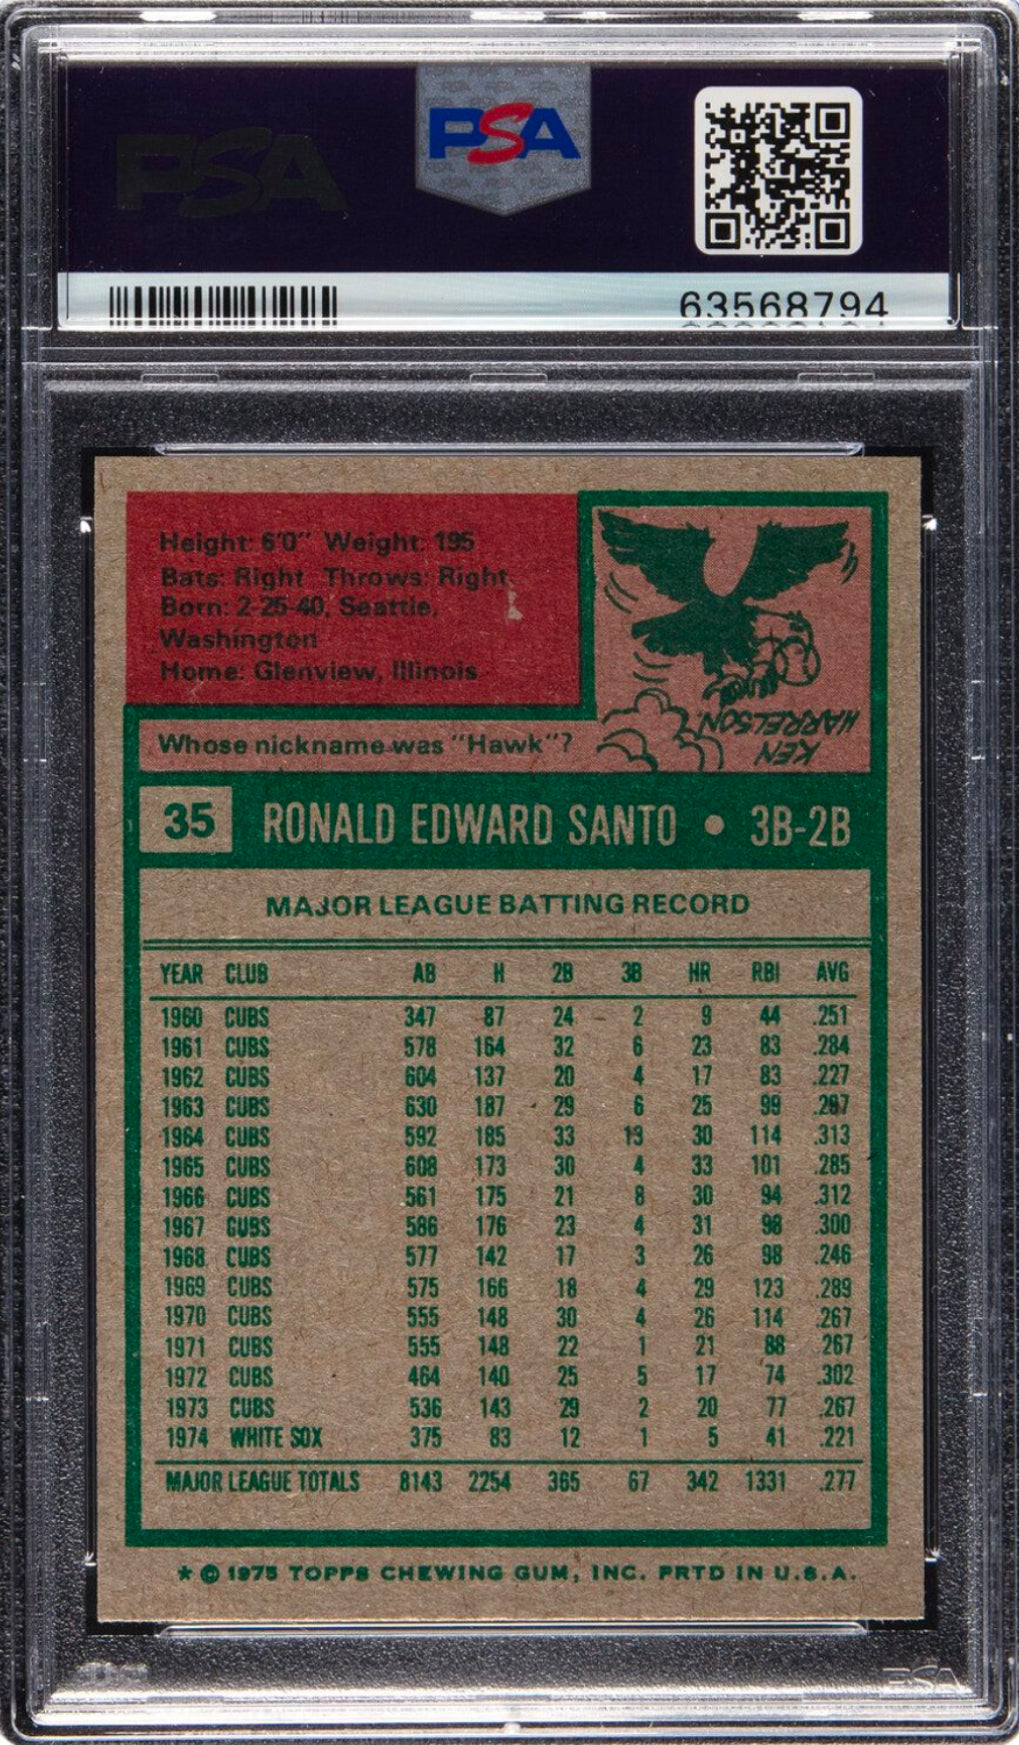 PSA
PSA
63568794
Height: 6'0" Weight: 195
Bats: Right Throws: Right
Born: 2-25-40, Seattle,
Washington
Home: Glenview, Illinois
KEN
HARRELSON
Whose nickname was "Hawk"?
35 RONALD EDWARD SANTO • 3B-2B
MAJOR LEAGUE BATTING RECORD
YEAR CLUB AB H 2B 3B HR RBI AVG
1960 CUBS 347 87 24 2 9 44 .251
1961 CUBS 578 164 32 6 23 83 .284
1962 CUBS 604 137 20 4 17 83 .227
1963 CUBS 630 187 29 6 25 99 .297
1964 CUBS 592 185 33 13 30 114 .313
1965 CUBS 608 173 30 4 33 101 .285
1966 CUBS 561 175 21 8 30 94 .312
1967 CUBS 586 176 23 4 31 98 .300
1968 CUBS 577 142 17 3 26 98 .246
1969 CUBS 575 166 18 4 29 123 .289
1970 CUBS 555 148 30 4 26 114 .267
1971 CUBS 555 148 22 1 21 88 .267
1972 CUBS 464 140 25 5 17 74 .302
1973 CUBS 536 143 29 2 20 77 .267
1974 WHITE SOX 375 83 12 1 5 41 .221
MAJOR LEAGUE TOTALS 8143 2254 365 67 342 1331 .277
★ © 1975 TOPPS CHEWING GUM, INC. PRTD IN U.S.A.
PSA